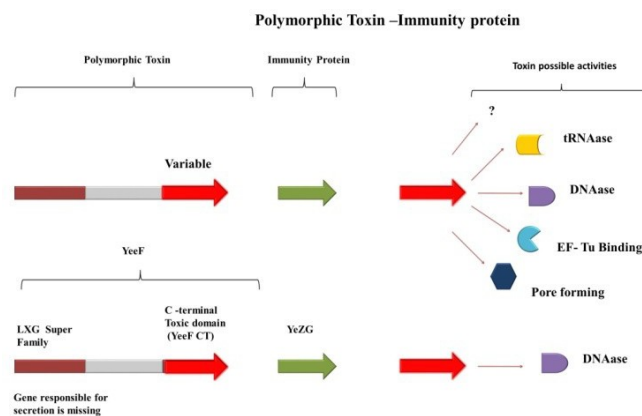 Polymorphic Toxin –Immunity protein
Polymorphic Toxin
Immunity Protein
Toxin possible activities
?
Variable
tRNAase
DNAase
EF- Tu Binding
Pore forming
YeeF
LXG Super
Family
C -terminal
Toxic domain
(YeeF CT)
YeZG
DNAase
Gene responsible for
secretion is missing